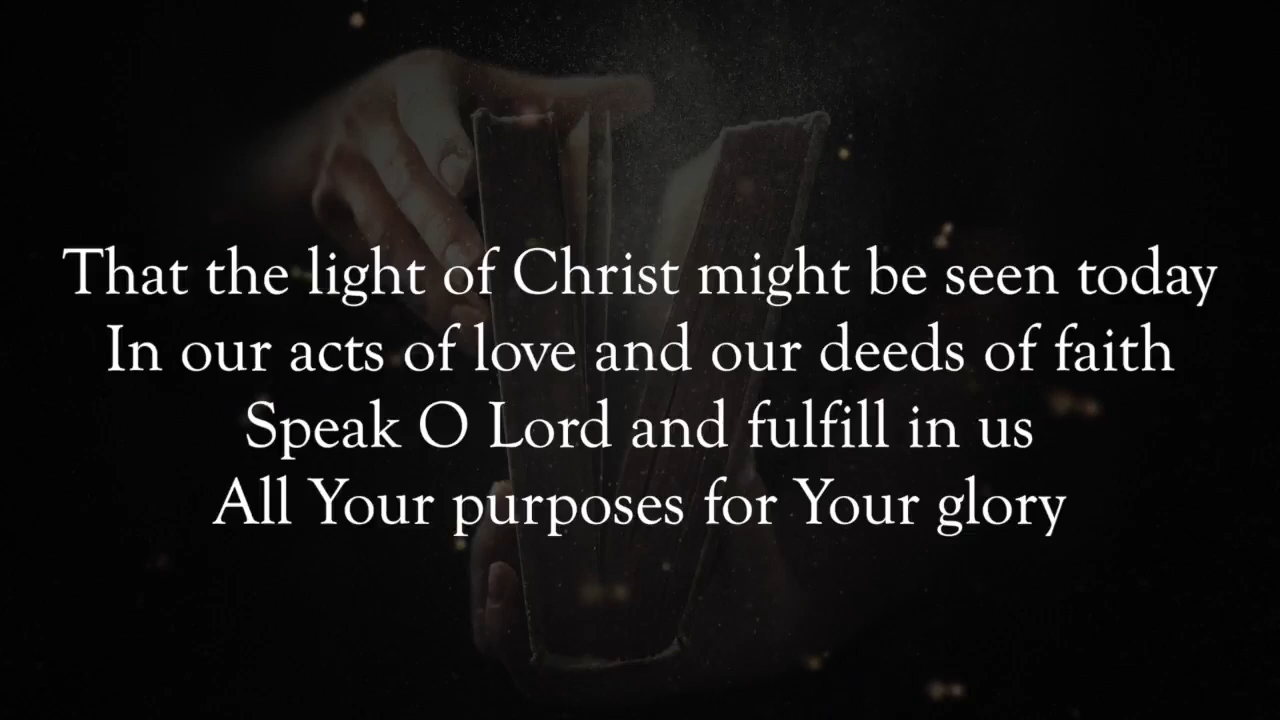 That the light of Christ might be seen today
In our acts of love and our deeds of faith
Speak O Lord and fulfill in us
All Your purposes for Your glory